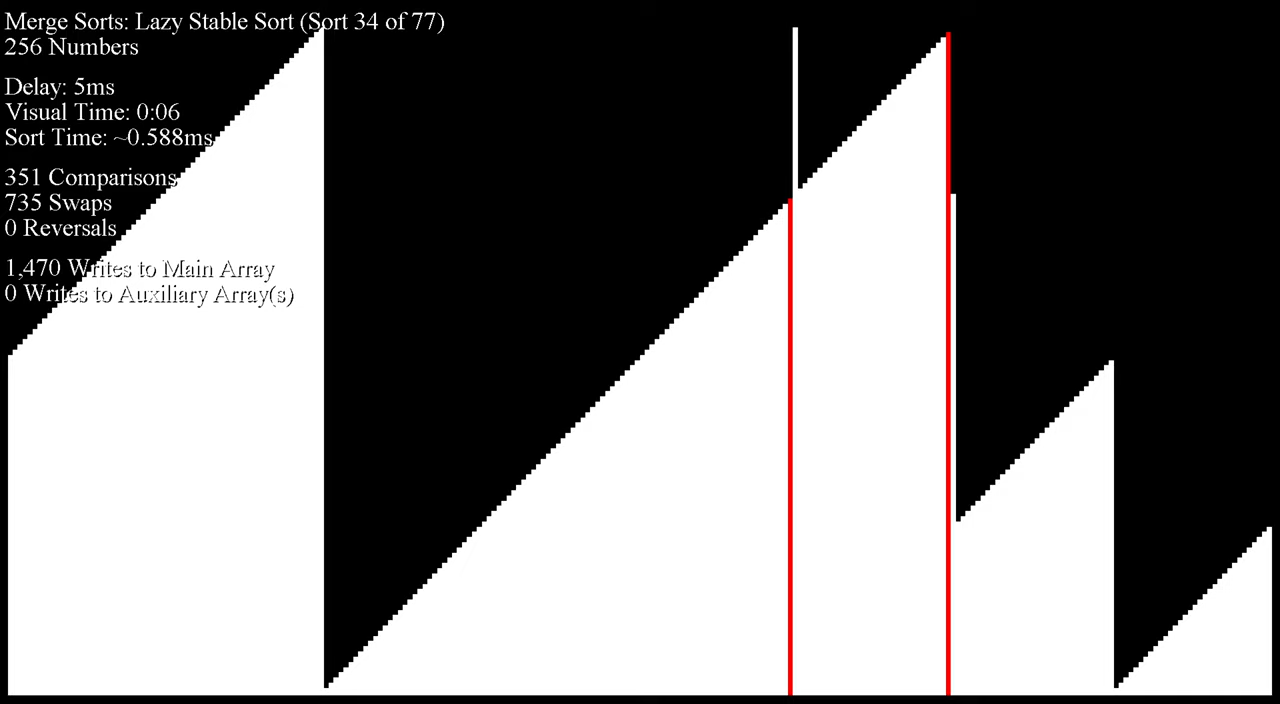 Merge Sorts: Lazy Stable Sort (Sort 34 of 77)
256 Numbers
Delay: 5ms
Visual Time: 0:06
Sort Time: ~0.588ms
351 Comparisons
735 Swaps
0 Reversals
1,470 Writes to Main Array
0 Writes to Auxiliary Array(s)